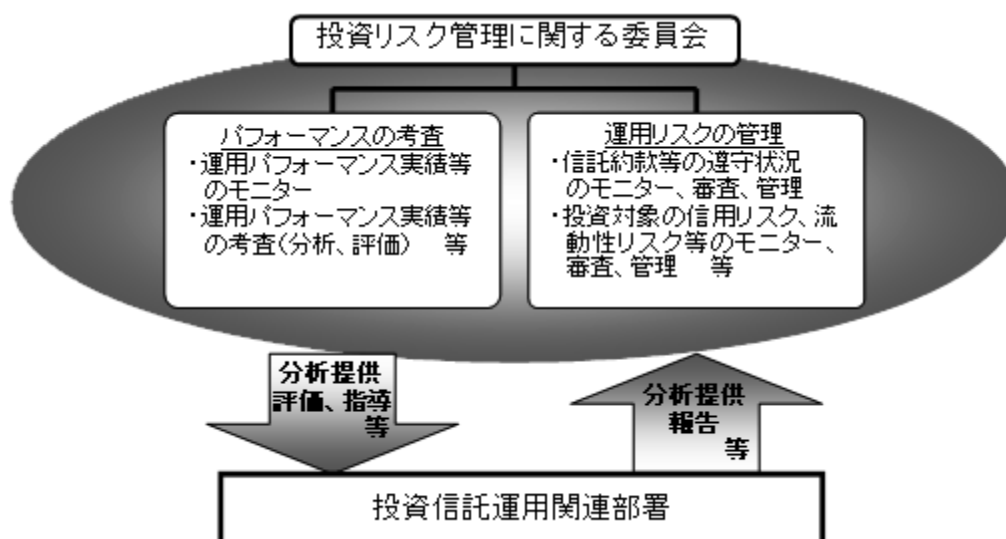 投資リスク管理に関する委員会
パフォーマンスの考査
・運用パフォーマンス実績等
のモニター
・運用パフォーマンス実績等
の考査(分析、評価)　等
運用リスクの管理
・信託約款等の遵守状況
のモニター、審査、管理
・投資対象の信用リスク、流
動性リスク等のモニター、
審査、管理　等
分析提供
評価、指導
等
分析提供
報告
等
投資信託運用関連部署